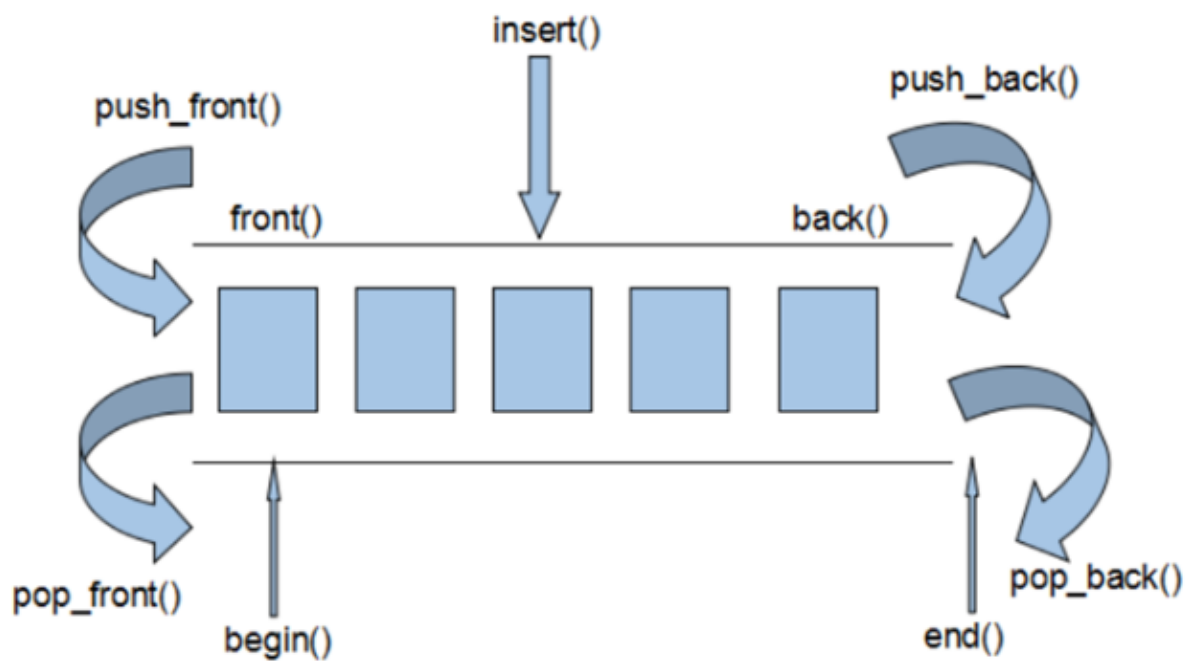 insert()
push_front()
push_back()
front()
back()
pop_front()
pop_back()
begin()
end()